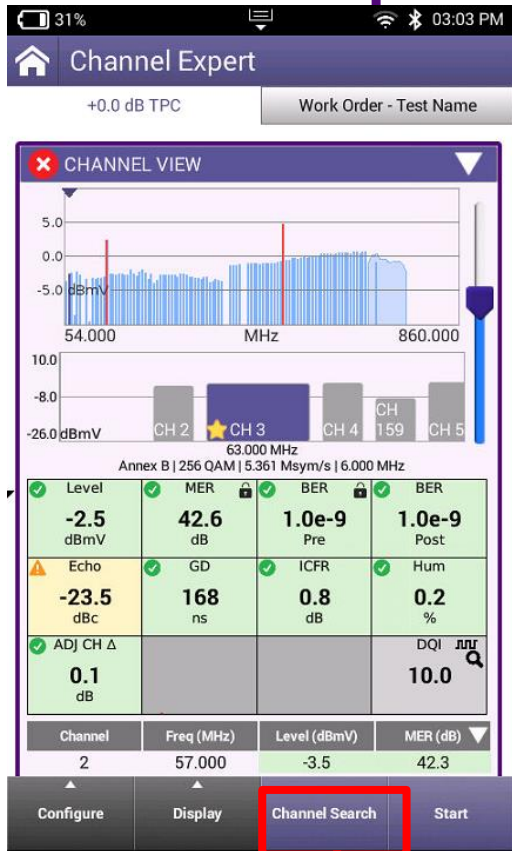 31% 03:03 PM
Channel Expert
+0.0 dB TPC Work Order - Test Name
CHANNEL VIEW
5.0
0.0
-5.0 dBmV
54.000 MHz 860.000
10.0
-8.0
-26.0 dBmV
CH 2 CH 3 CH 4 CH 159 CH 5
63.000 MHz
Annex B | 256 QAM | 5.361 Msym/s | 6.000 MHz
Level MER BER BER
-2.5 42.6 1.0e-9 1.0e-9
dBmV dB Pre Post
Echo GD ICFR Hum
-23.5 168 0.8 0.2
dBc ns dB %
ADJ CH Δ DQI
0.1 10.0
dB
Channel Freq (MHz) Level (dBmV) MER (dB)
2 57.000 -3.5 42.3
Configure Display Channel Search Start